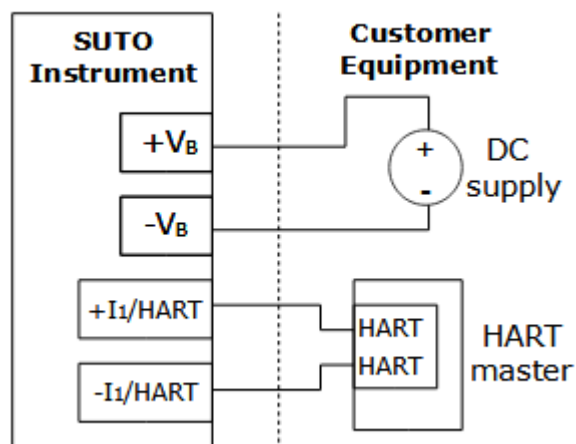 SUTO
Instrument
Customer
Equipment
+VB
-VB
+
-
DC
supply
+I1/HART
-I1/HART
HART
HART
HART
master